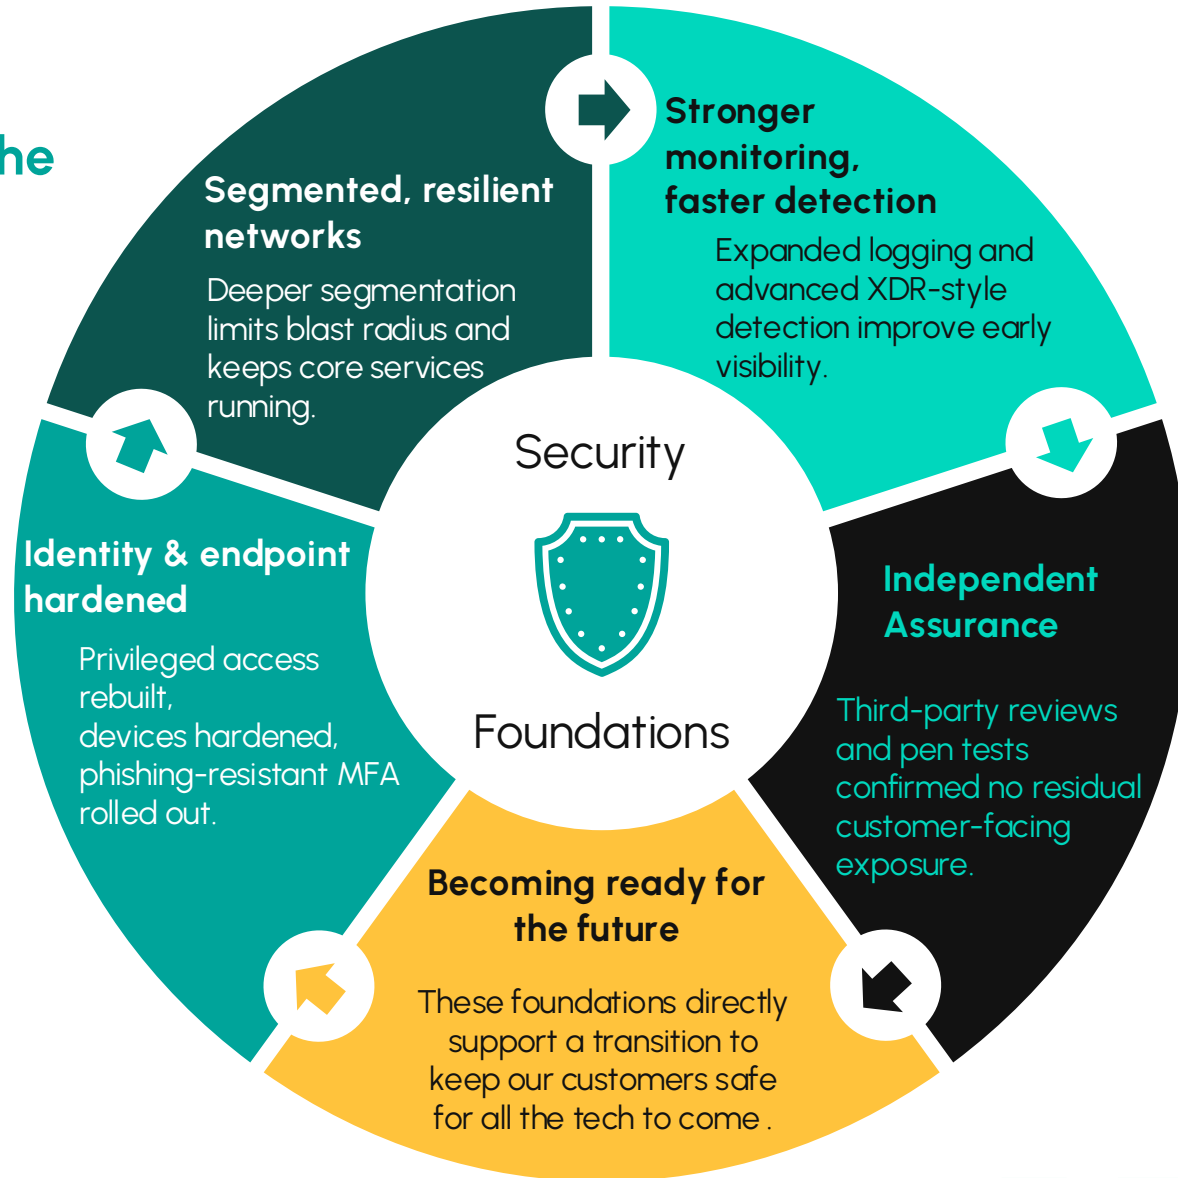 he
Segmented, resilient
networks
Deeper segmentation
limits blast radius and
keeps core services
running.
Stronger
monitoring,
faster detection
Expanded logging and
advanced XDR-style
detection improve early
visibility.
Security
Foundations
Identity & endpoint
hardened
Privileged access
rebuilt,
devices hardened,
phishing-resistant MFA
rolled out.
Independent
Assurance
Third-party reviews
and pen tests
confirmed no residual
customer-facing
exposure.
Becoming ready for
the future
These foundations directly
support a transition to
keep our customers safe
for all the tech to come .